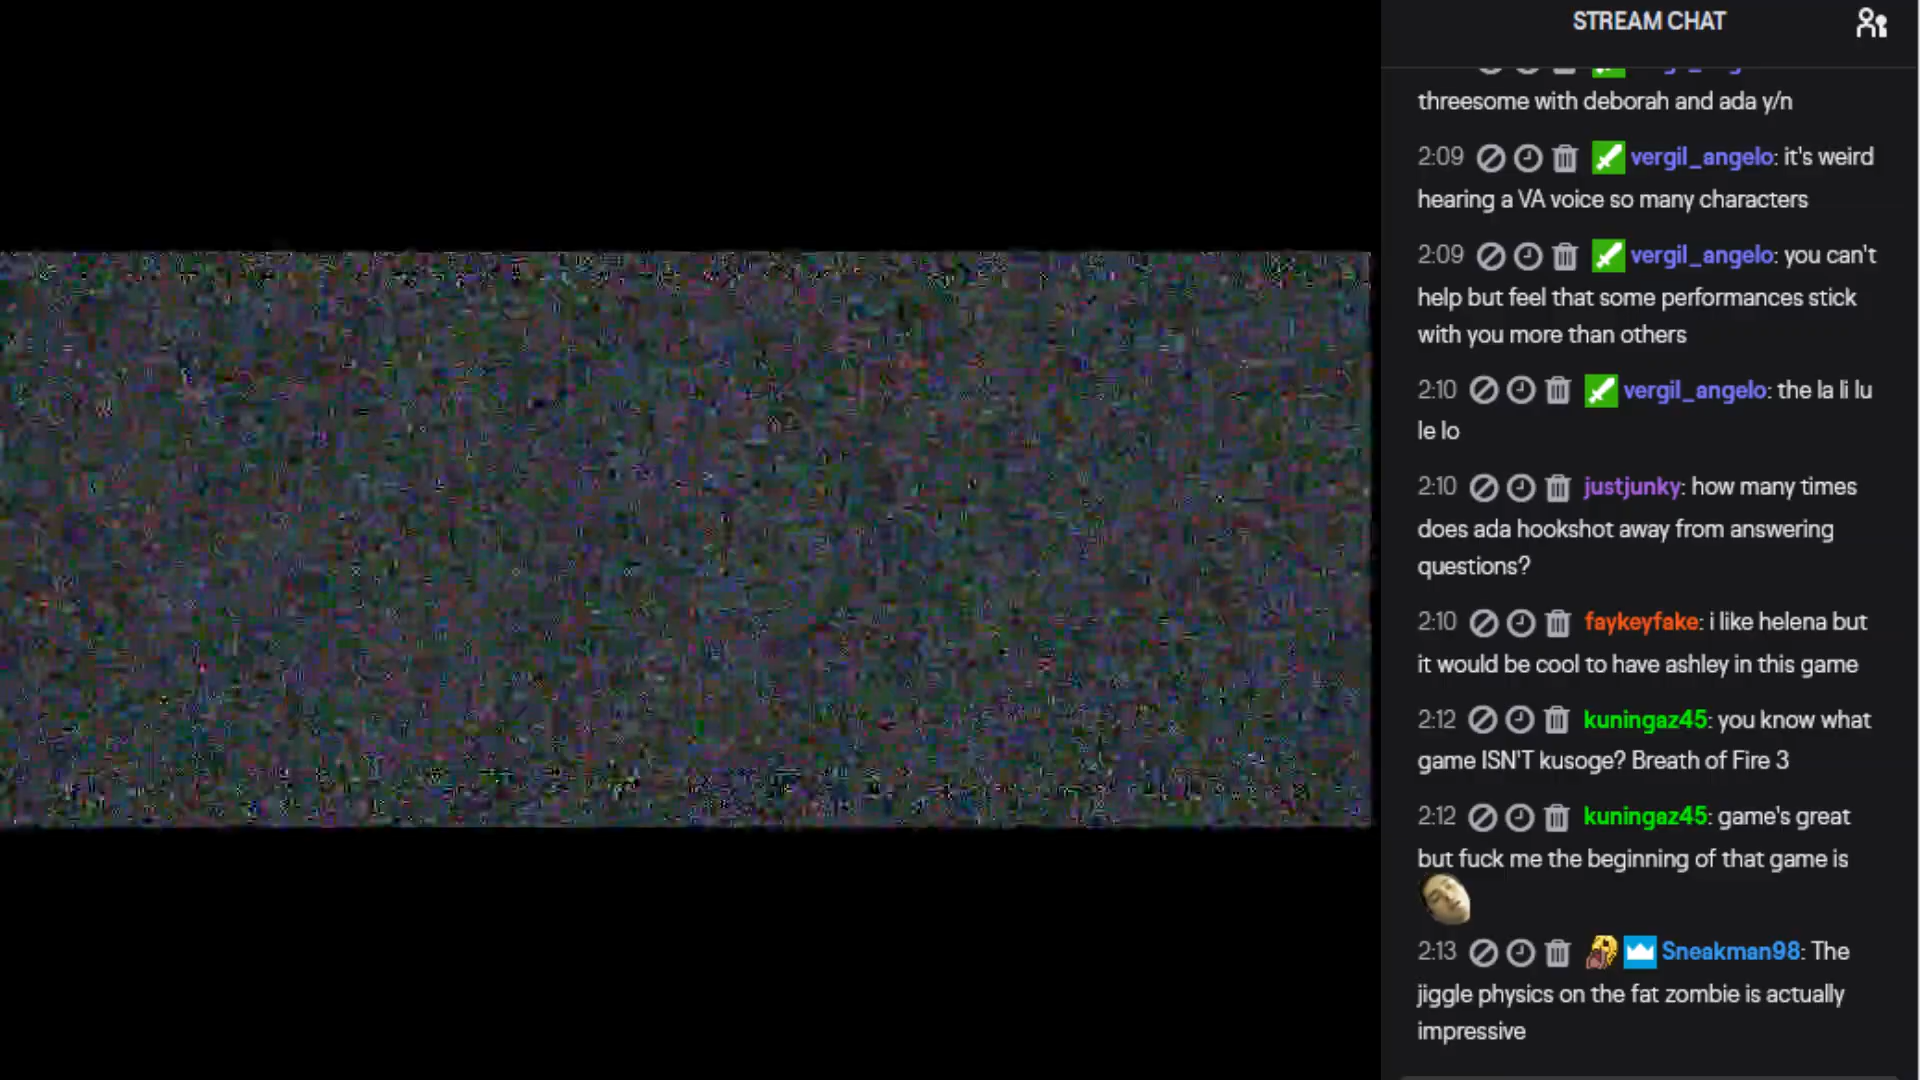 STREAM CHAT
threesome with deborah and ada y/n
2:09 vergil_angelo: it's weird
hearing a VA voice so many characters
2:09 vergil_angelo: you can't
help but feel that some performances stick
with you more than others
2:10 vergil_angelo: the la li lu
le lo
2:10 justjunky: how many times
does ada hookshot away from answering
questions?
2:10 faykeyfake: i like helena but
it would be cool to have ashley in this game
2:12 kuningaz45: you know what
game ISN'T kusoge? Breath of Fire 3
2:12 kuningaz45: game's great
but fuck me the beginning of that game is
2:13 Sneakman98: The
jiggle physics on the fat zombie is actually
impressive